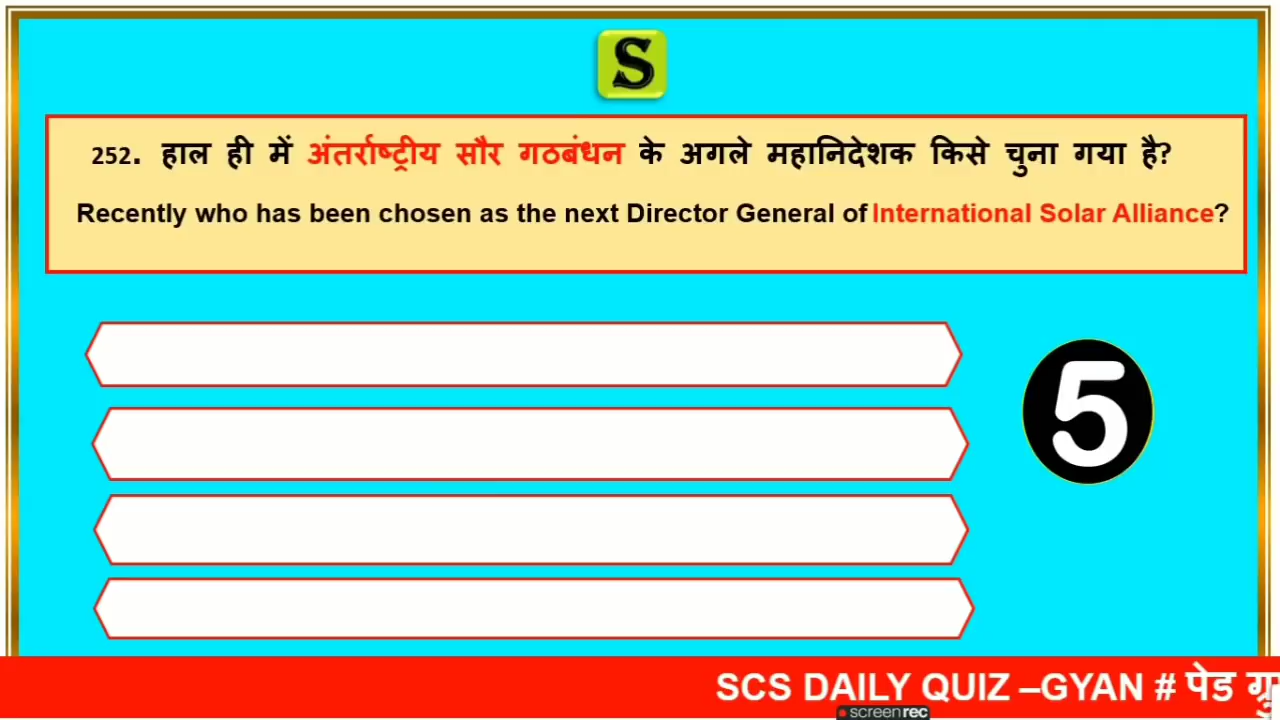 S
252. हाल ही में अंतर्राष्ट्रीय सौर गठबंधन के अगले महानिदेशक किसे चुना गया है?
Recently who has been chosen as the next Director General of International Solar Alliance?
5
SCS DAILY QUIZ –GYAN # पेड
screenrec